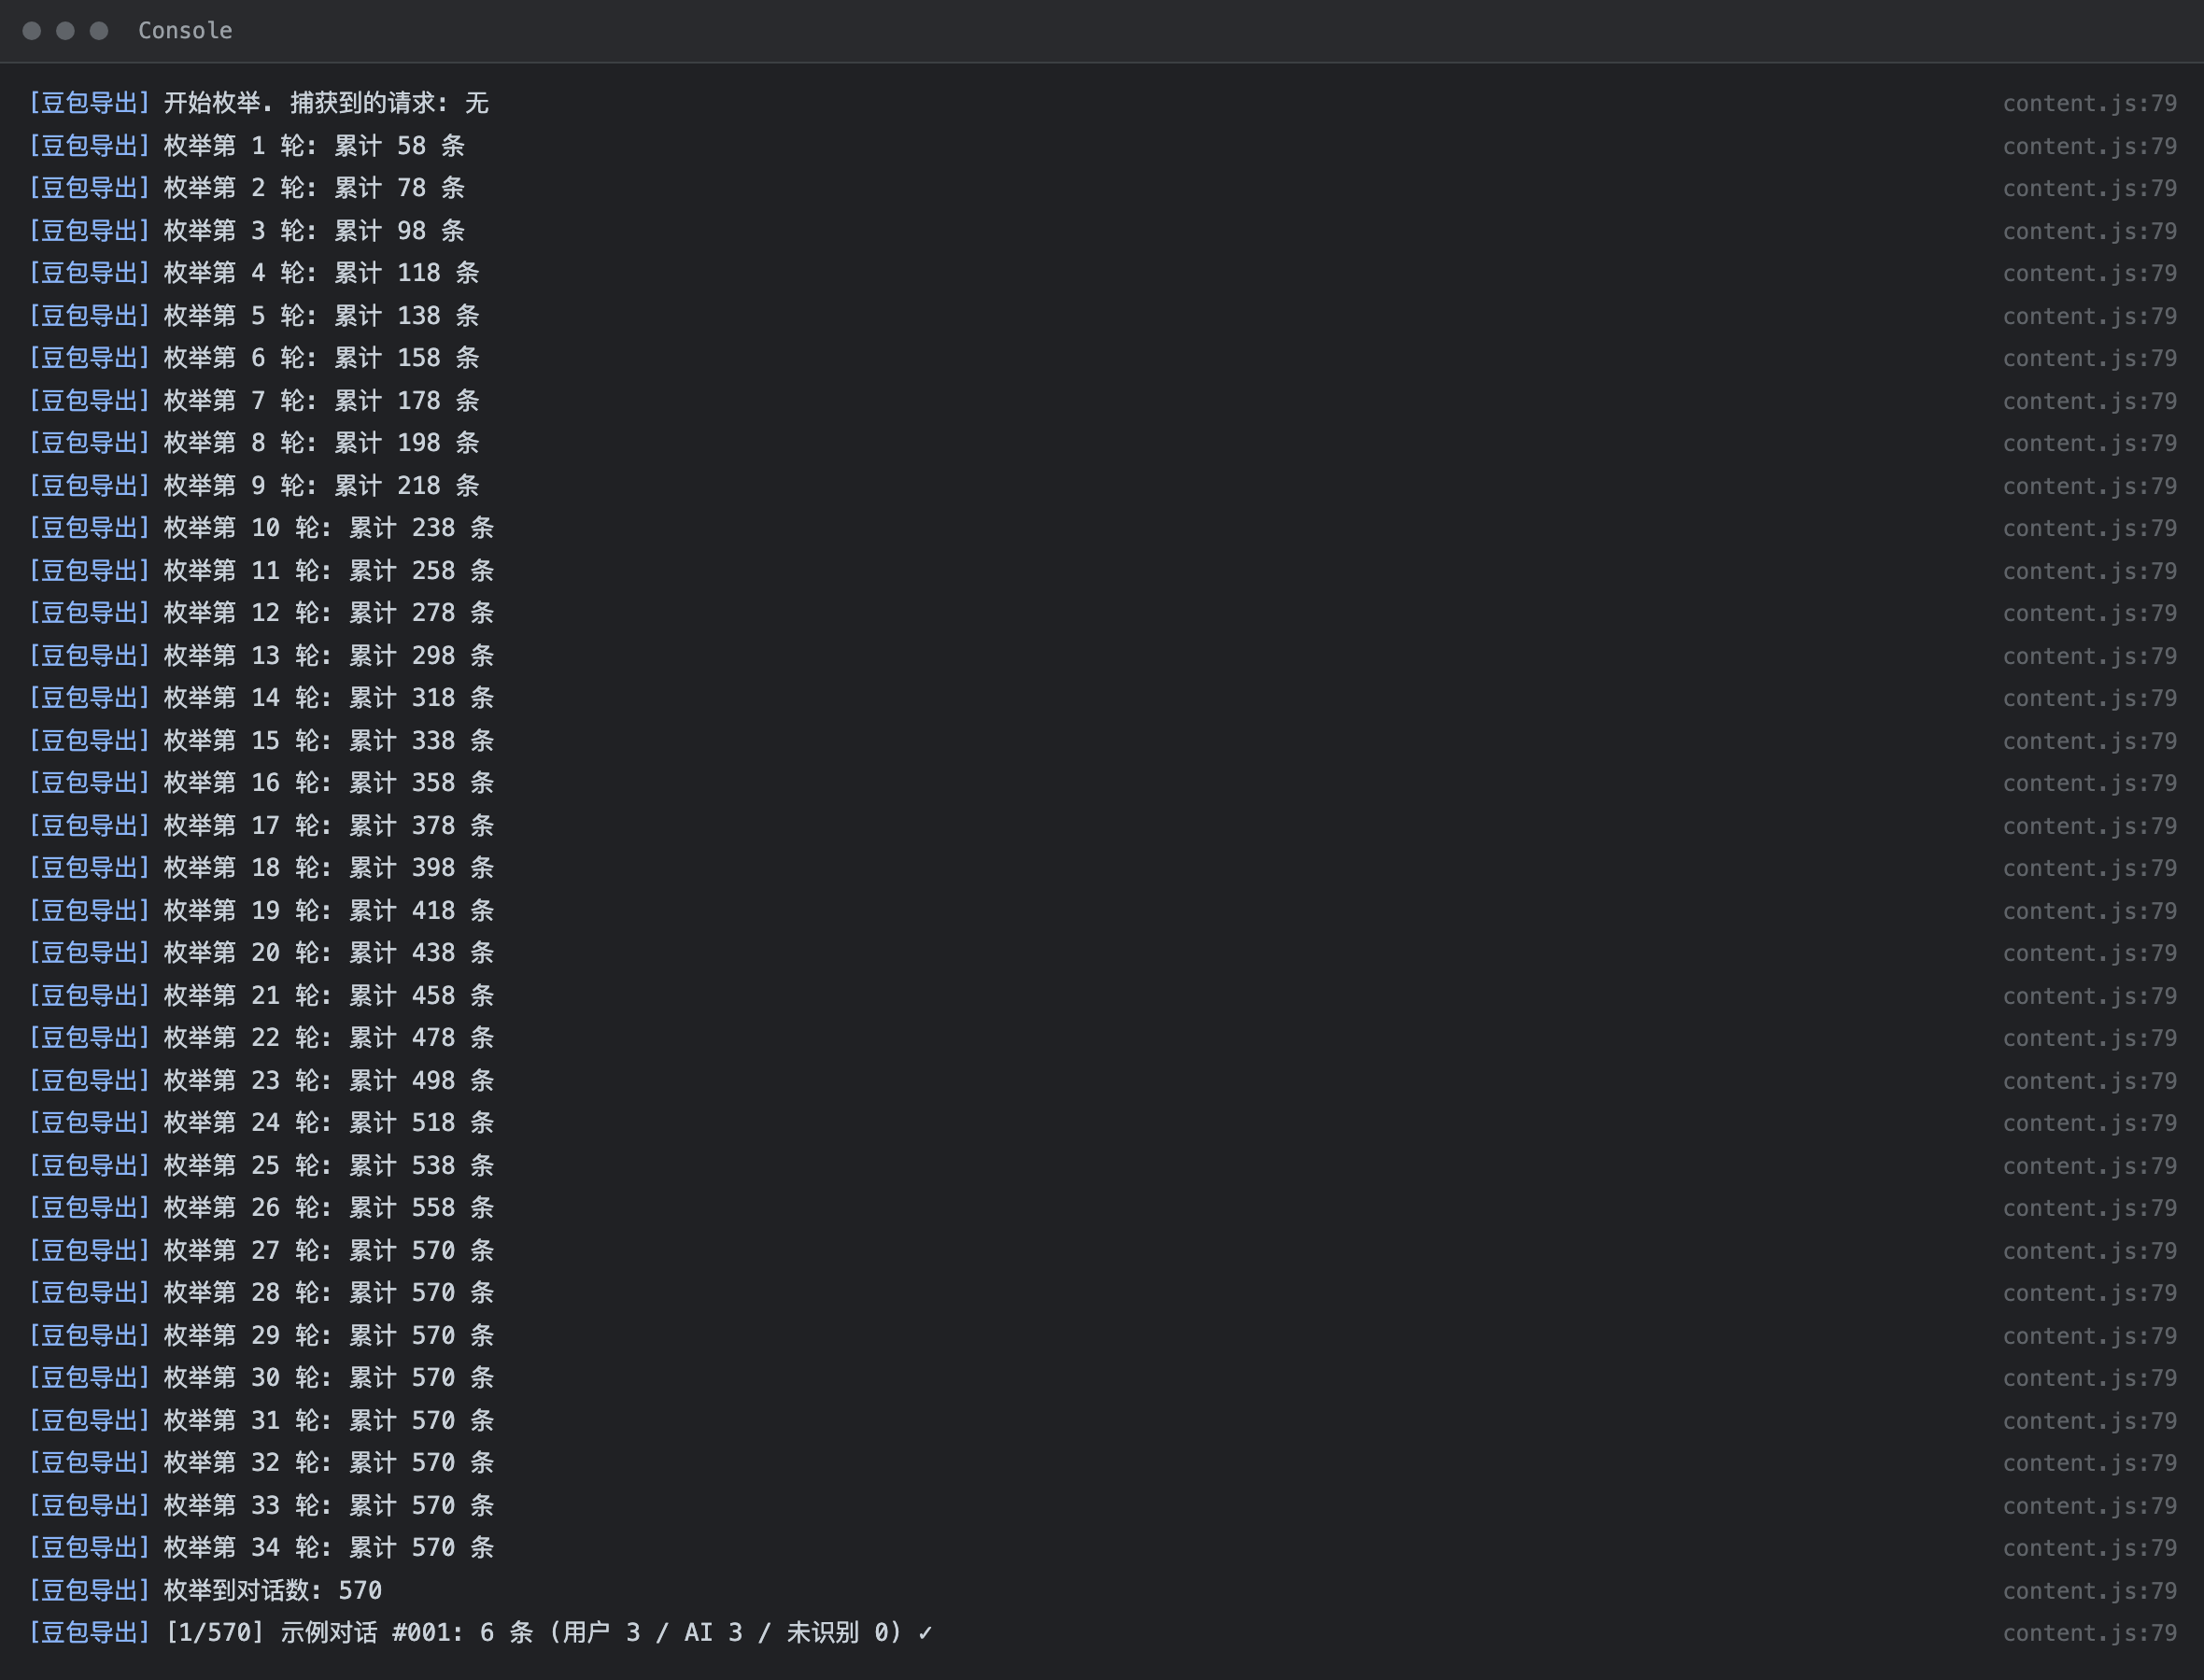 Console
[豆包导出] 开始枚举. 捕获到的请求: 无 content.js:79
[豆包导出] 枚举第 1 轮: 累计 58 条 content.js:79
[豆包导出] 枚举第 2 轮: 累计 78 条 content.js:79
[豆包导出] 枚举第 3 轮: 累计 98 条 content.js:79
[豆包导出] 枚举第 4 轮: 累计 118 条 content.js:79
[豆包导出] 枚举第 5 轮: 累计 138 条 content.js:79
[豆包导出] 枚举第 6 轮: 累计 158 条 content.js:79
[豆包导出] 枚举第 7 轮: 累计 178 条 content.js:79
[豆包导出] 枚举第 8 轮: 累计 198 条 content.js:79
[豆包导出] 枚举第 9 轮: 累计 218 条 content.js:79
[豆包导出] 枚举第 10 轮: 累计 238 条 content.js:79
[豆包导出] 枚举第 11 轮: 累计 258 条 content.js:79
[豆包导出] 枚举第 12 轮: 累计 278 条 content.js:79
[豆包导出] 枚举第 13 轮: 累计 298 条 content.js:79
[豆包导出] 枚举第 14 轮: 累计 318 条 content.js:79
[豆包导出] 枚举第 15 轮: 累计 338 条 content.js:79
[豆包导出] 枚举第 16 轮: 累计 358 条 content.js:79
[豆包导出] 枚举第 17 轮: 累计 378 条 content.js:79
[豆包导出] 枚举第 18 轮: 累计 398 条 content.js:79
[豆包导出] 枚举第 19 轮: 累计 418 条 content.js:79
[豆包导出] 枚举第 20 轮: 累计 438 条 content.js:79
[豆包导出] 枚举第 21 轮: 累计 458 条 content.js:79
[豆包导出] 枚举第 22 轮: 累计 478 条 content.js:79
[豆包导出] 枚举第 23 轮: 累计 498 条 content.js:79
[豆包导出] 枚举第 24 轮: 累计 518 条 content.js:79
[豆包导出] 枚举第 25 轮: 累计 538 条 content.js:79
[豆包导出] 枚举第 26 轮: 累计 558 条 content.js:79
[豆包导出] 枚举第 27 轮: 累计 570 条 content.js:79
[豆包导出] 枚举第 28 轮: 累计 570 条 content.js:79
[豆包导出] 枚举第 29 轮: 累计 570 条 content.js:79
[豆包导出] 枚举第 30 轮: 累计 570 条 content.js:79
[豆包导出] 枚举第 31 轮: 累计 570 条 content.js:79
[豆包导出] 枚举第 32 轮: 累计 570 条 content.js:79
[豆包导出] 枚举第 33 轮: 累计 570 条 content.js:79
[豆包导出] 枚举第 34 轮: 累计 570 条 content.js:79
[豆包导出] 枚举到对话数: 570 content.js:79
[豆包导出] [1/570] 示例对话 #001: 6 条 (用户 3 / AI 3 / 未识别 0) ✓ content.js:79